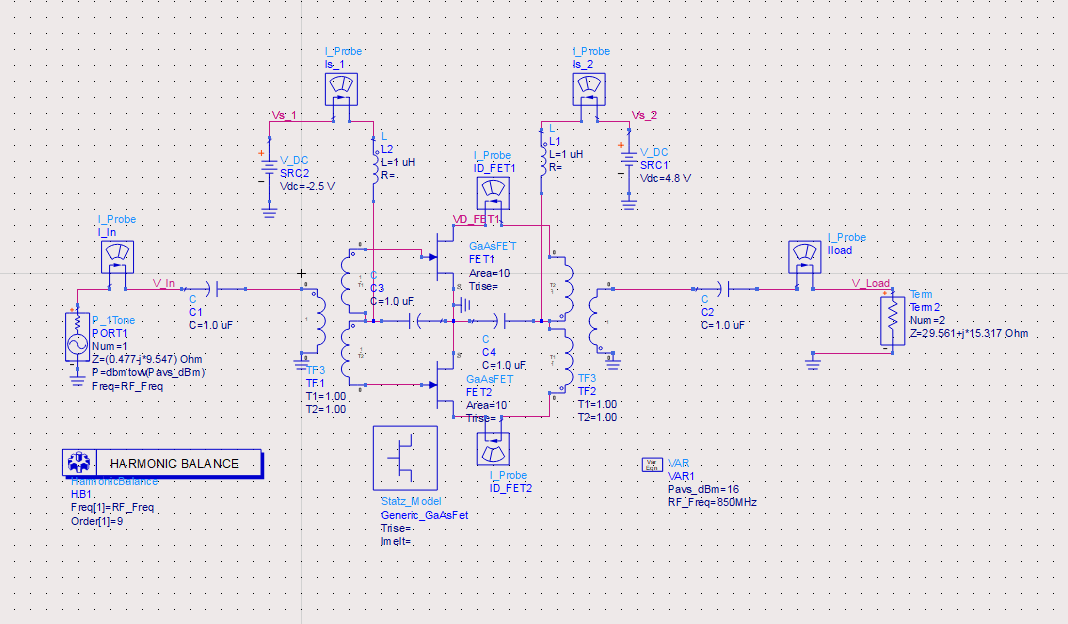 I_Probe
Is_1
I_Probe
Is_2
Vs_1
Vs_2
L
L2
L=1 uH
R=
L
L1
L=1 uH
R=
V_DC
SRC2
Vdc=-2.5 V
I_Probe
ID_FET1
V_DC
SRC1
Vdc=4.8 V
VD_FET1
I_Probe
I_In
I_Probe
Iload
GaAsFET
FET1
Area=10
Trise=
V_In
V_Load
C
C1
C=1.0 uF
C
C3
C=1.0 uF
C
C2
C=1.0 uF
Term
Term2
Num=2
Z=29.561+j*15.317 Ohm
P_1Tone
PORT1
Num=1
Z=(0.477-j*9.547) Ohm
P=dbmtow(Pavs_dBm)
Freq=RF_Freq
C
C4
C=1.0 uF
TF3
TF1
T1=1.00
T2=1.00
GaAsFET
FET2
Area=10
Trise=
TF3
TF2
T1=1.00
T2=1.00
HARMONIC BALANCE
HarmonicBalance
HB1
Freq[1]=RF_Freq
Order[1]=9
I_Probe
ID_FET2
Statz_Model
Generic_GaAsFet
Trise=
Imelt=
Var
Eqn
VAR
VAR1
Pavs_dBm=16
RF_Freq=850MHz